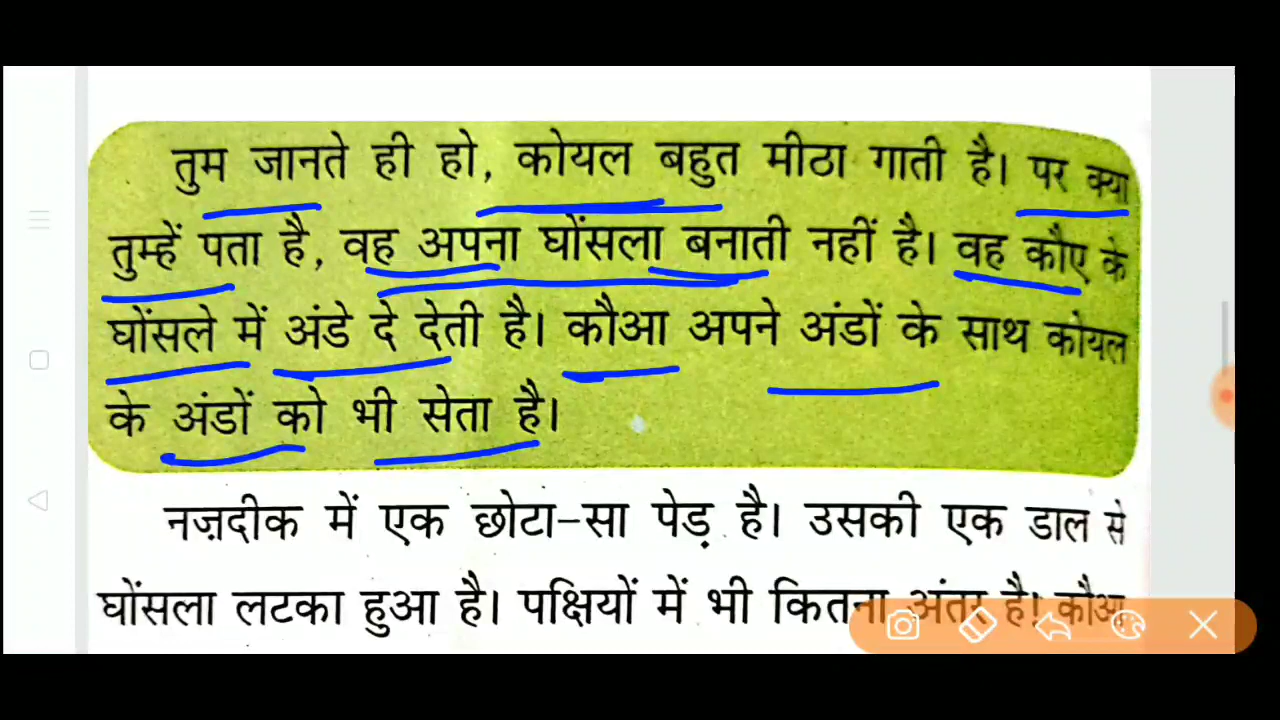 तुम जानते ही हो, कोयल बहुत मीठा गाती है। पर क्या
तुम्हें पता है, वह अपना घोंसला बनाती नहीं है। वह कौए के
घोंसले में अंडे दे देती है। कौआ अपने अंडों के साथ कोयल
के अंडों को भी सेता है।
नज़दीक में एक छोटा-सा पेड़ है। उसकी एक डाल से
घोंसला लटका हुआ है। पक्षियों में भी कितना अंतर है! कौआ